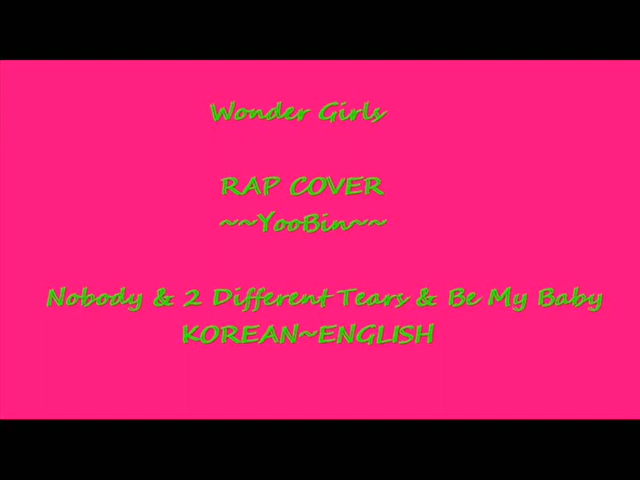 Wonder Girls
RAP COVER
~~YooBin~~
Nobody & 2 Different Tears & Be My Baby
KOREAN~ENGLISH